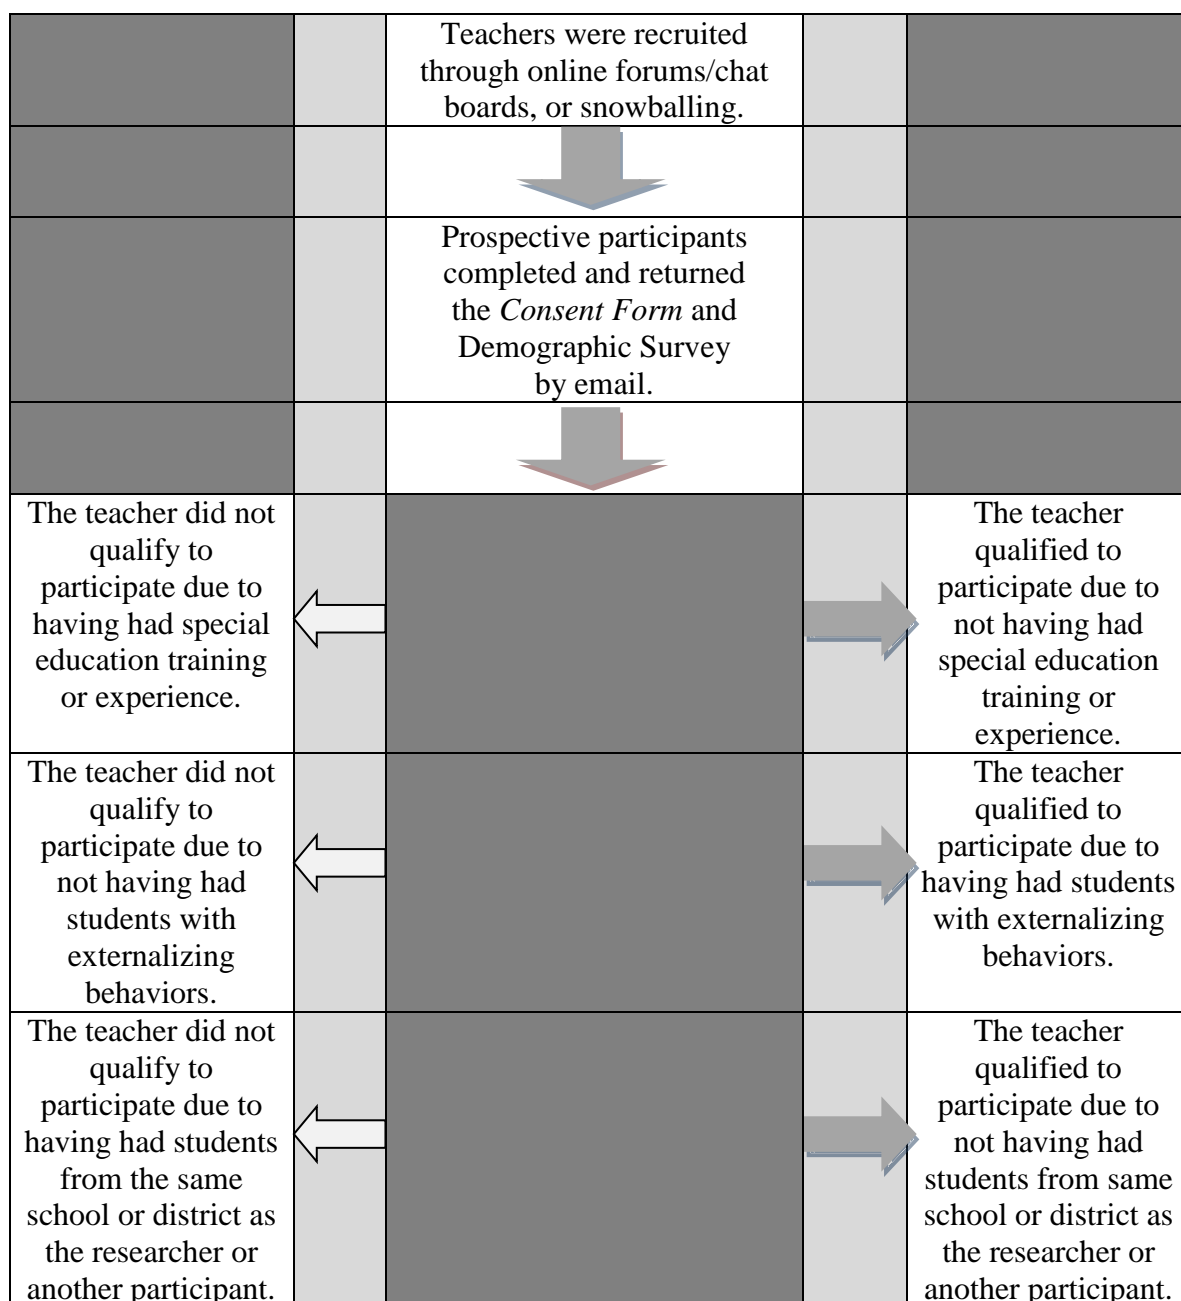 Teachers were recruited
through online forums/chat
boards, or snowballing.
Prospective participants
completed and returned
the Consent Form and
Demographic Survey
by email.
The teacher did not
qualify to
participate due to
having had special
education training
or experience.
The teacher
qualified to
participate due to
not having had
special education
training or
experience.
The teacher did not
qualify to
participate due to
not having had
students with
externalizing
behaviors.
The teacher
qualified to
participate due to
having had students
with externalizing
behaviors.
The teacher did not
qualify to
participate due to
having had students
from the same
school or district as
the researcher or
another participant.
The teacher
qualified to
participate due to
not having had
students from same
school or district as
the researcher or
another participant.